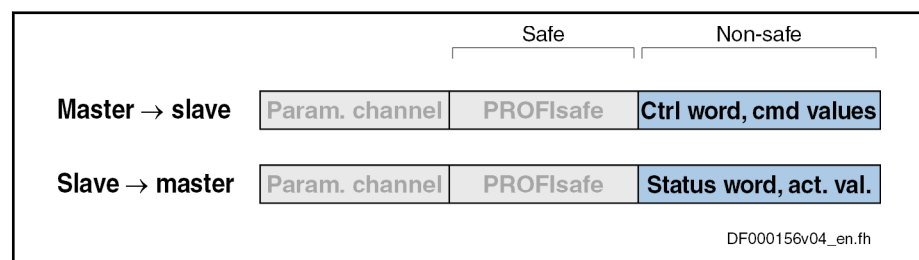 Safe Non-safe
Master → slave Param. channel PROFIsafe Ctrl word, cmd values
Slave → master Param. channel PROFIsafe Status word, act. val.
DF000156v04_en.fh